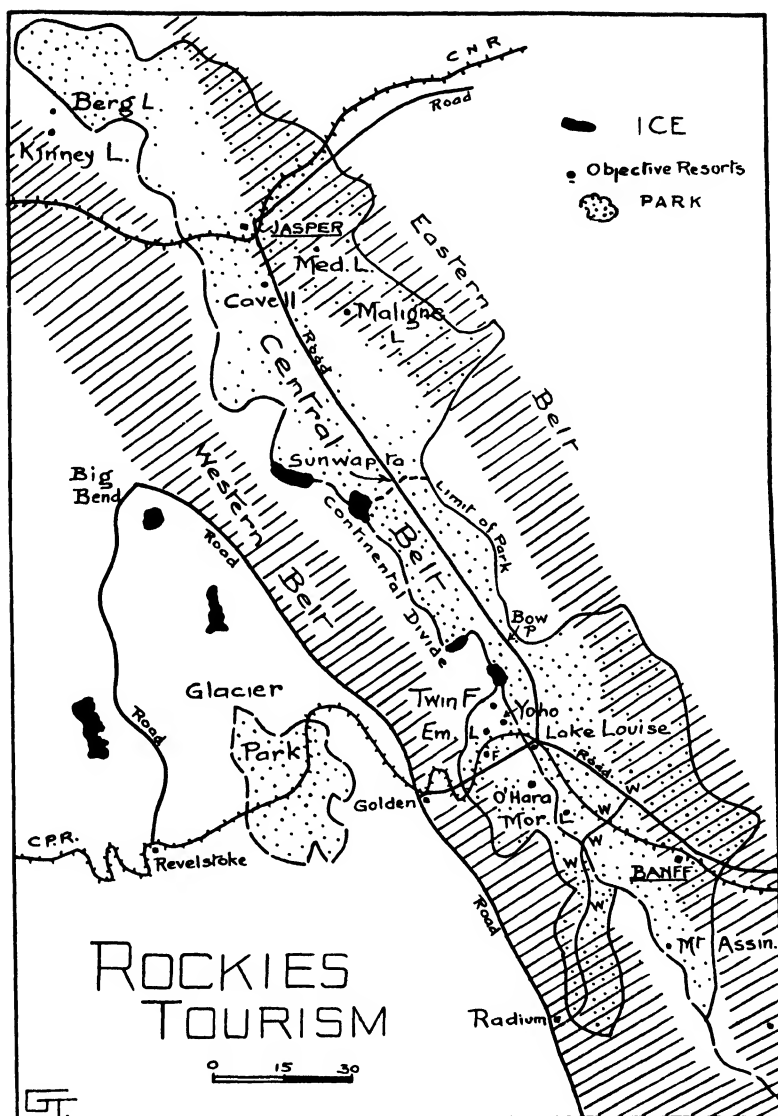 C N R
Road
Berg L.
Kinney L.
ICE
Objective Resorts
PARK
JASPER
Med. L.
Cavell
Maligne
L
Eastern
Belt
Road
Central
Belt
Sunwapta
Limit of Park
Continental Divide
Western
Belt
Big
Bend
Road
Road
Bow
P
Glacier
Park
Twin F
Yoho
Em. L
F
Lake Louise
Road
O'Hara
Mor. L
Golden
C.P.R.
Revelstoke
W
W
W
W
W
BANFF
Mt Assin.
Road
Radium
ROCKIES
TOURISM
0 15 30
GT.